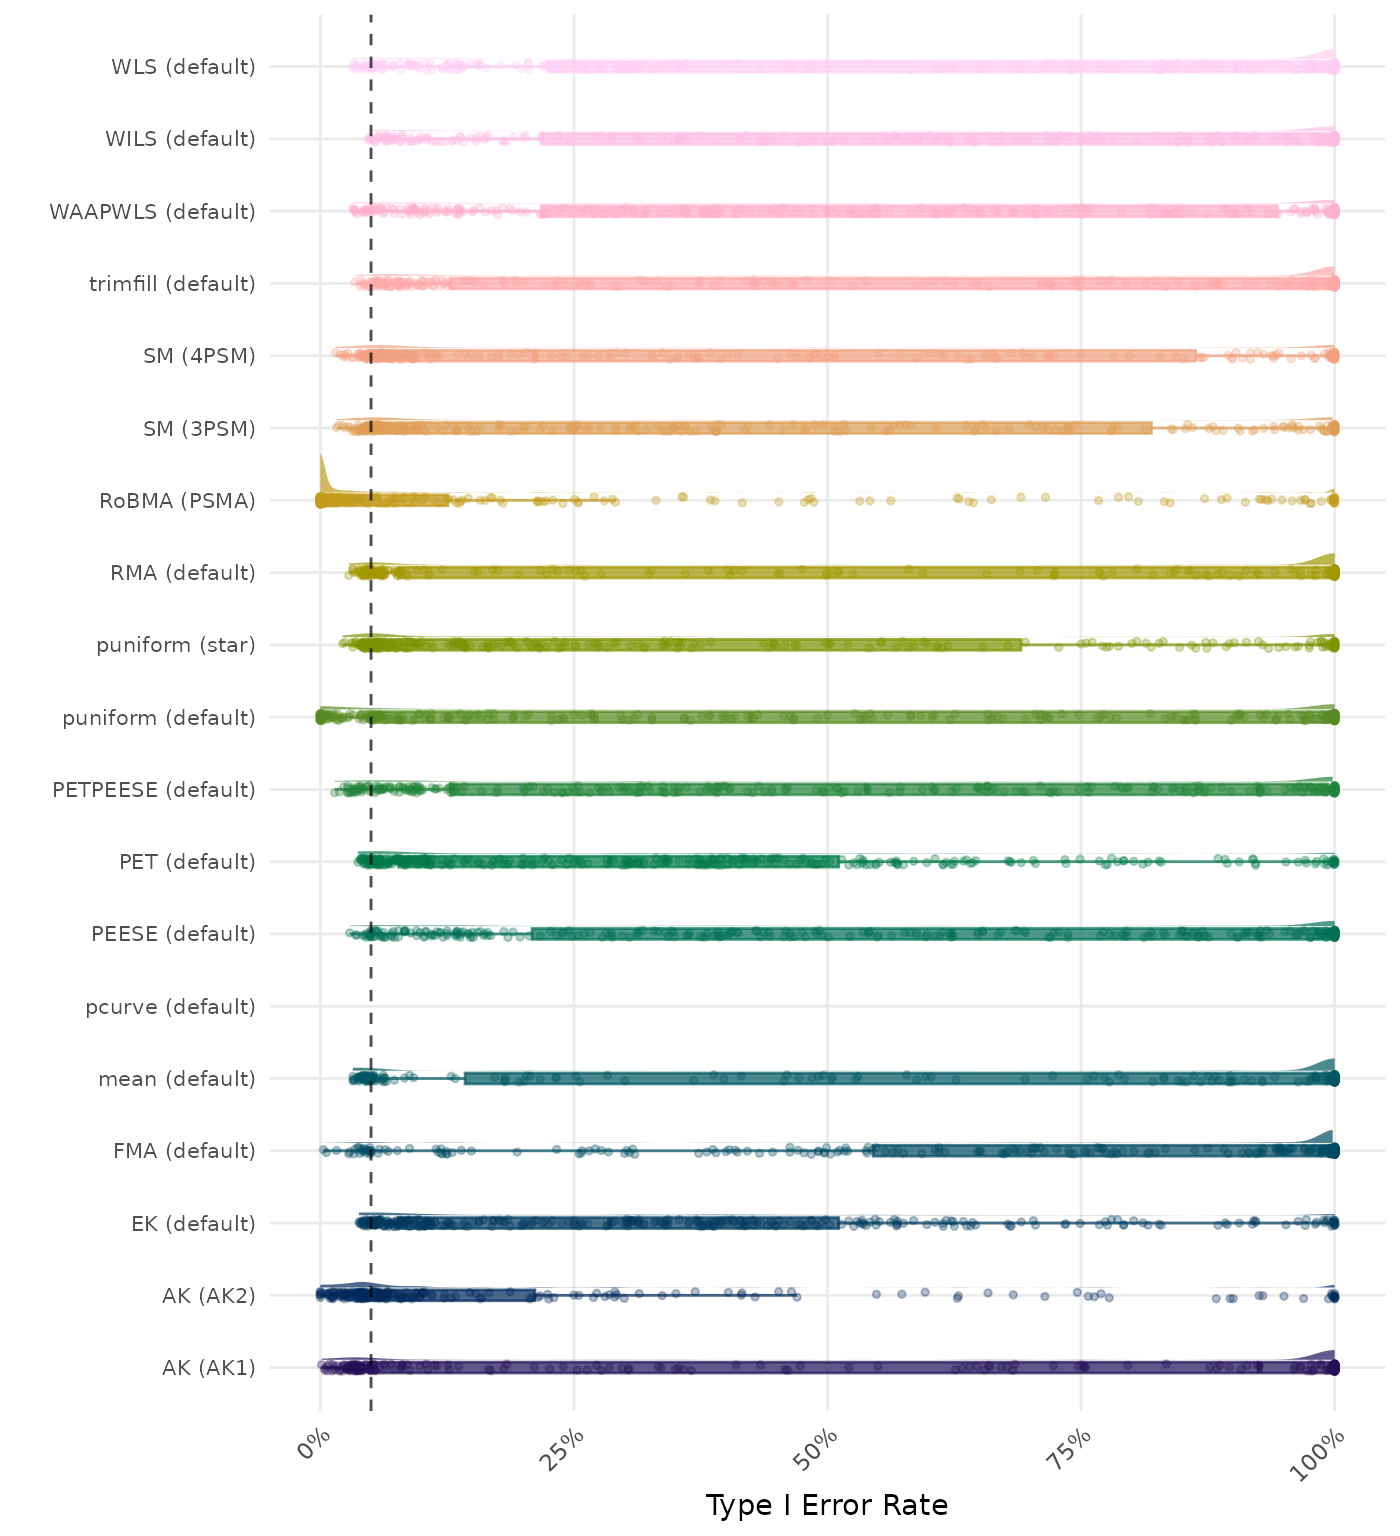 WLS (default)
WILS (default)
WAAPWLS (default)
trimfill (default)
SM (4PSM)
SM (3PSM)
RoBMA (PSMA)
RMA (default)
puniform (star)
puniform (default)
PETPEESE (default)
PET (default)
PEESE (default)
pcurve (default)
mean (default)
FMA (default)
EK (default)
AK (AK2)
AK (AK1)
0%
25%
50%
75%
100%
Type I Error Rate